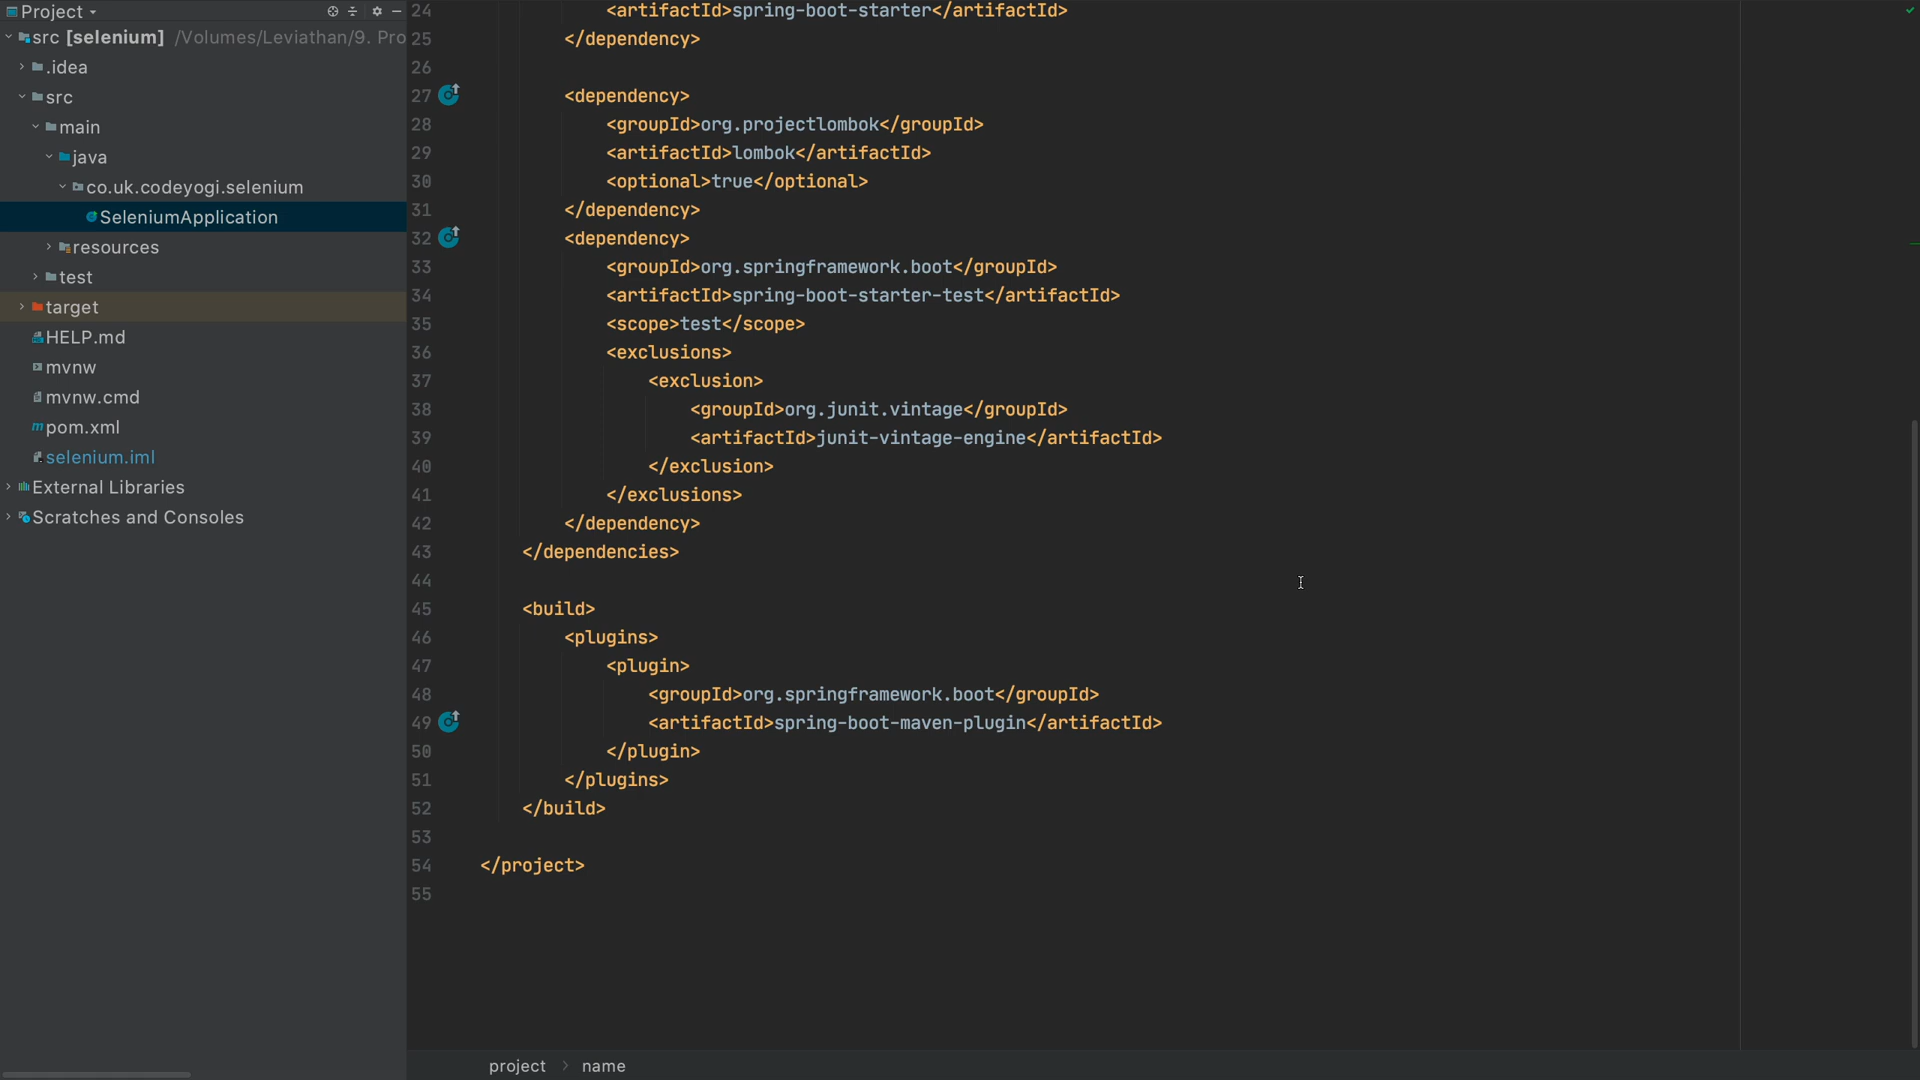 Project
src [selenium] /Volumes/Leviathan/9. Pro
.idea
src
main
java
co.uk.codeyogi.selenium
SeleniumApplication
resources
test
target
HELP.md
mvnw
mvnw.cmd
pom.xml
selenium.iml
External Libraries
Scratches and Consoles
24 <artifactId>spring-boot-starter</artifactId>
25 </dependency>
26
27 <dependency>
28 <groupId>org.projectlombok</groupId>
29 <artifactId>lombok</artifactId>
30 <optional>true</optional>
31 </dependency>
32 <dependency>
33 <groupId>org.springframework.boot</groupId>
34 <artifactId>spring-boot-starter-test</artifactId>
35 <scope>test</scope>
36 <exclusions>
37 <exclusion>
38 <groupId>org.junit.vintage</groupId>
39 <artifactId>junit-vintage-engine</artifactId>
40 </exclusion>
41 </exclusions>
42 </dependency>
43 </dependencies>
44
45 <build>
46 <plugins>
47 <plugin>
48 <groupId>org.springframework.boot</groupId>
49 <artifactId>spring-boot-maven-plugin</artifactId>
50 </plugin>
51 </plugins>
52 </build>
53
54 </project>
55
project > name